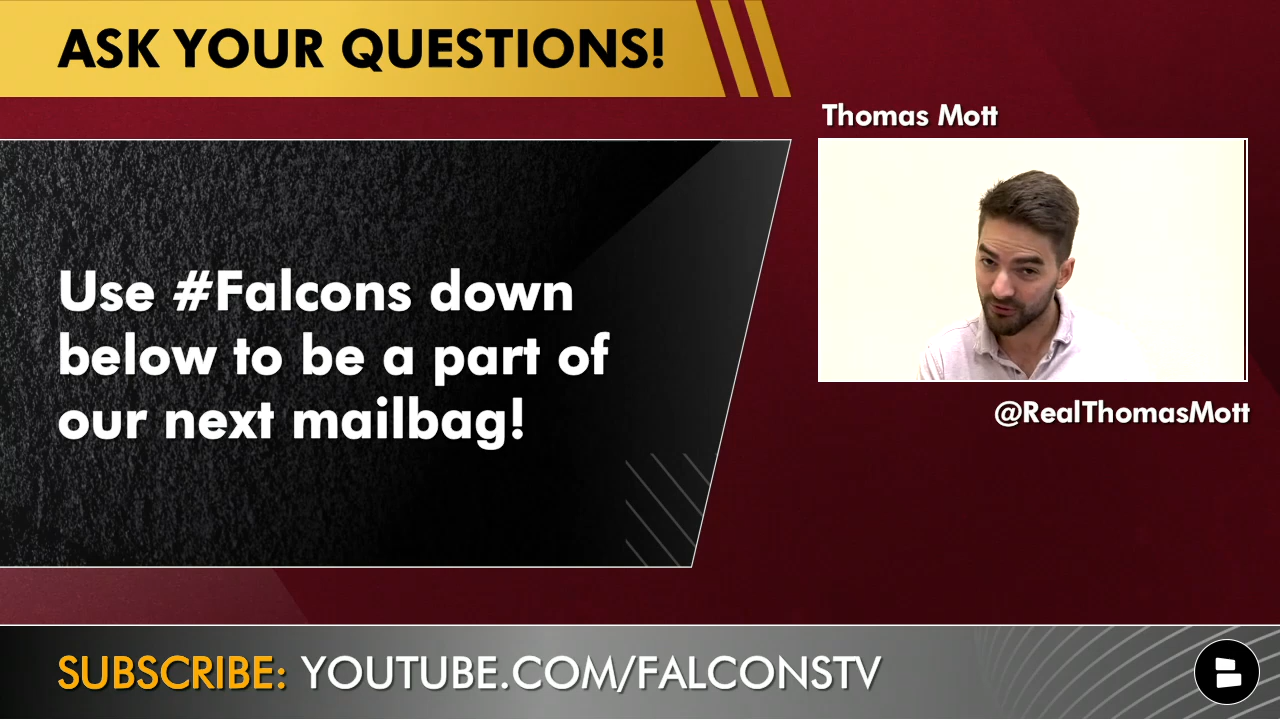 ASK YOUR QUESTIONS!
Thomas Mott
Use #Falcons down
below to be a part of
our next mailbag!
@RealThomasMott
SUBSCRIBE: YOUTUBE.COM/FALCONSTV